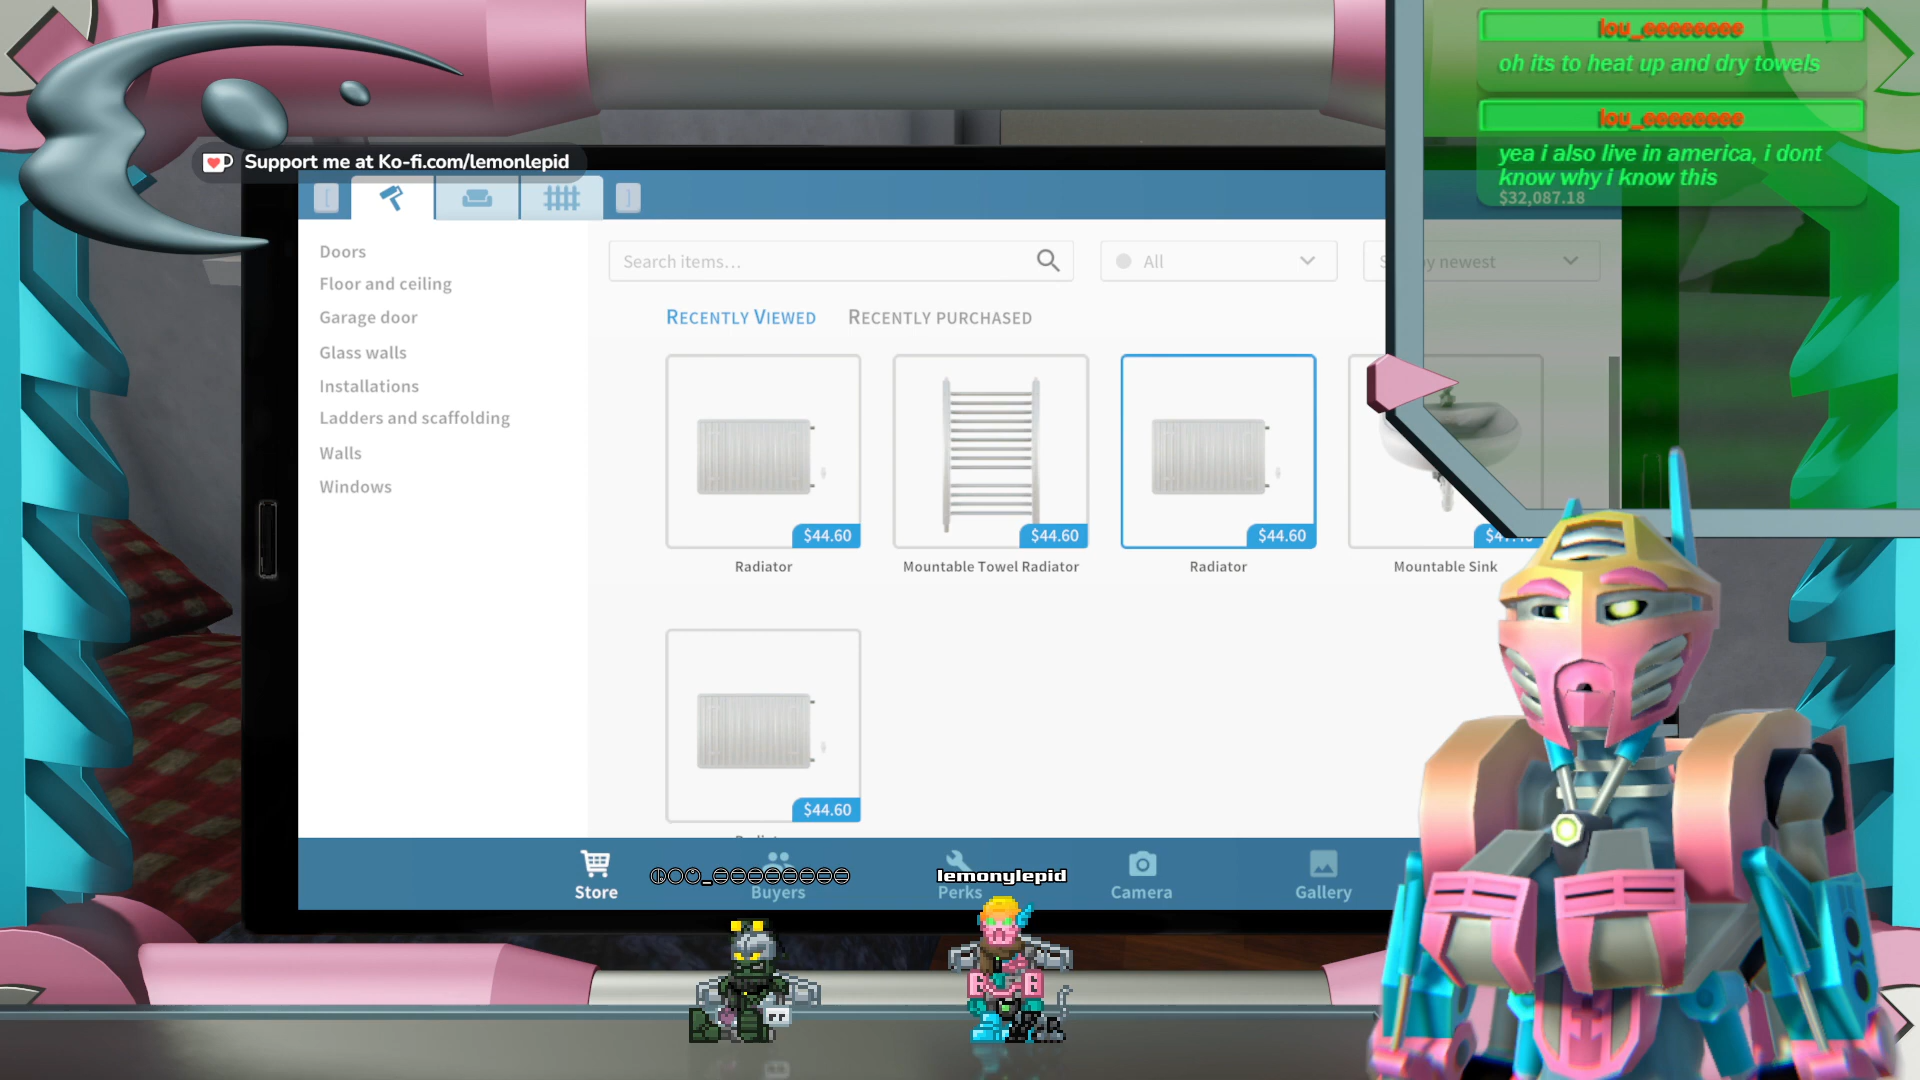 lou_eeeeeeee
oh its to heat up and dry towels
lou_eeeeeeee
yea i also live in america, i dont
know why i know this
$32,087.18
Support me at Ko-fi.com/lemonlepid
Doors
Floor and ceiling
Garage door
Glass walls
Installations
Ladders and scaffolding
Walls
Windows
Search items...
All
by newest
RECENTLY VIEWED
RECENTLY PURCHASED
$44.60
$44.60
$44.60
Radiator
Mountable Towel Radiator
Radiator
Mountable Sink
$44.60
Store
Buyers
Perks
Camera
Gallery
lou_eeeeeeee
lemonylepid